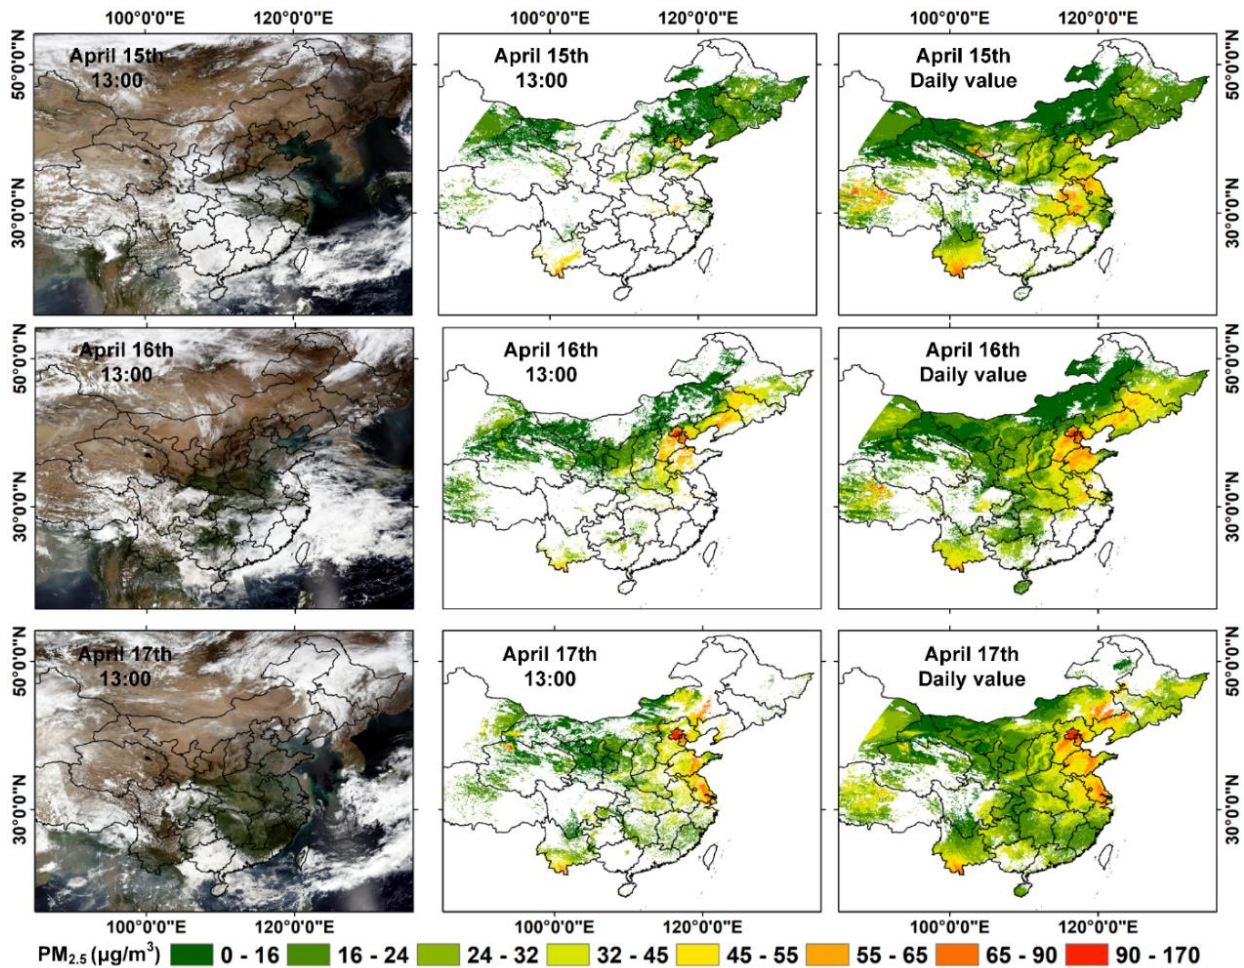 100°0'0"E 120°0'0"E 100°0'0"E 120°0'0"E 100°0'0"E 120°0'0"E
50°0'0"N
30°0'0"N
April 15th
13:00
April 15th
13:00
April 15th
Daily value
50°0'0"N
30°0'0"N
50°0'0"N
30°0'0"N
April 16th
13:00
April 16th
13:00
April 16th
Daily value
50°0'0"N
30°0'0"N
50°0'0"N
30°0'0"N
April 17th
13:00
April 17th
13:00
April 17th
Daily value
50°0'0"N
30°0'0"N
100°0'0"E 120°0'0"E 100°0'0"E 120°0'0"E 100°0'0"E 120°0'0"E
PM2.5 (μg/m³) 0 - 16 16 - 24 24 - 32 32 - 45 45 - 55 55 - 65 65 - 90 90 - 170